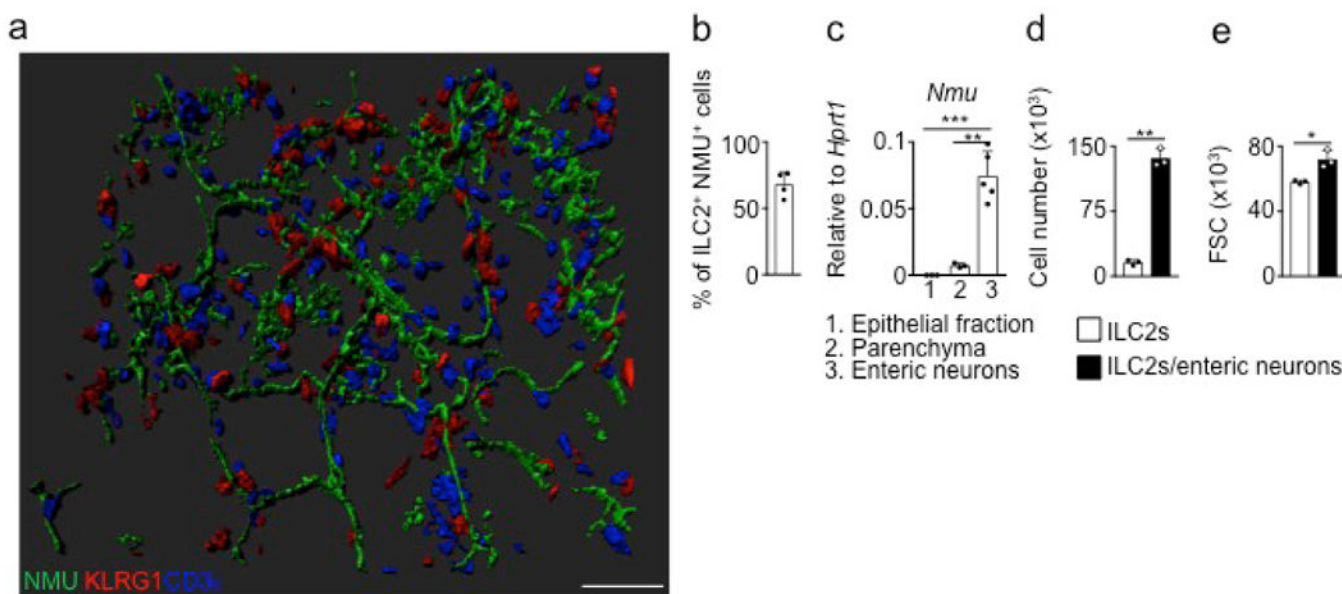 a
NMU KLRG1CD3ε
b
% of ILC2⁺ NMU⁺ cells
100
50
0
c
Nmu
Relative to Hprt1
***
**
0.1
0.05
0
1 2 3
1. Epithelial fraction
2. Parenchyma
3. Enteric neurons
d
Cell number (x10³)
**
150
75
0
e
FSC (x10³)
*
80
40
0
ILC2s
ILC2s/enteric neurons